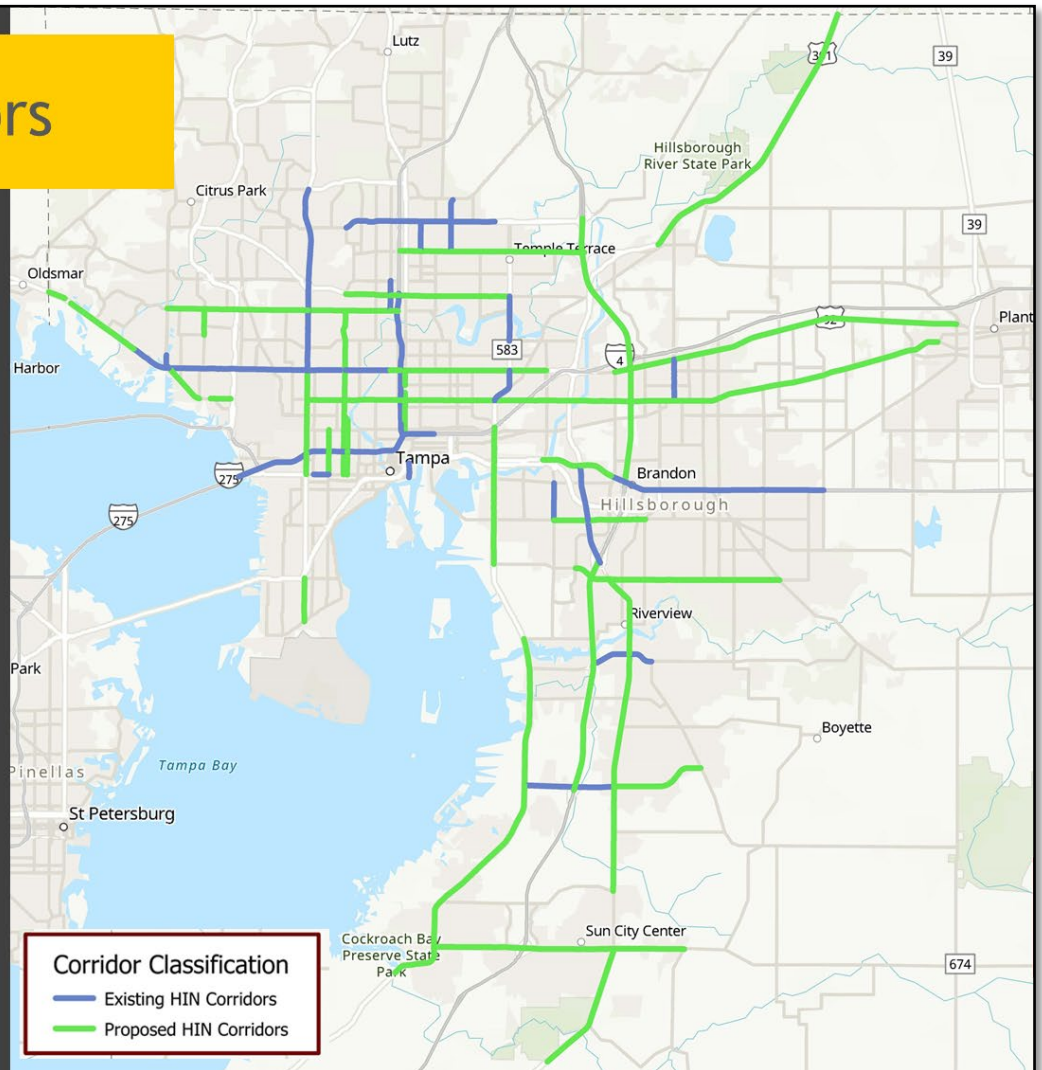 ors
Lutz
39
301
Hillsborough
River State Park
Citrus Park
39
Temple Terrace
Oldsmar
92
Plant
583
4
Harbor
Tampa
Brandon
275
Hillsborough
275
Riverview
Park
Boyette
Pinellas
Tampa Bay
St Petersburg
Sun City Center
Cockroach Bay
Preserve State
Park
674
Corridor Classification
Existing HIN Corridors
Proposed HIN Corridors